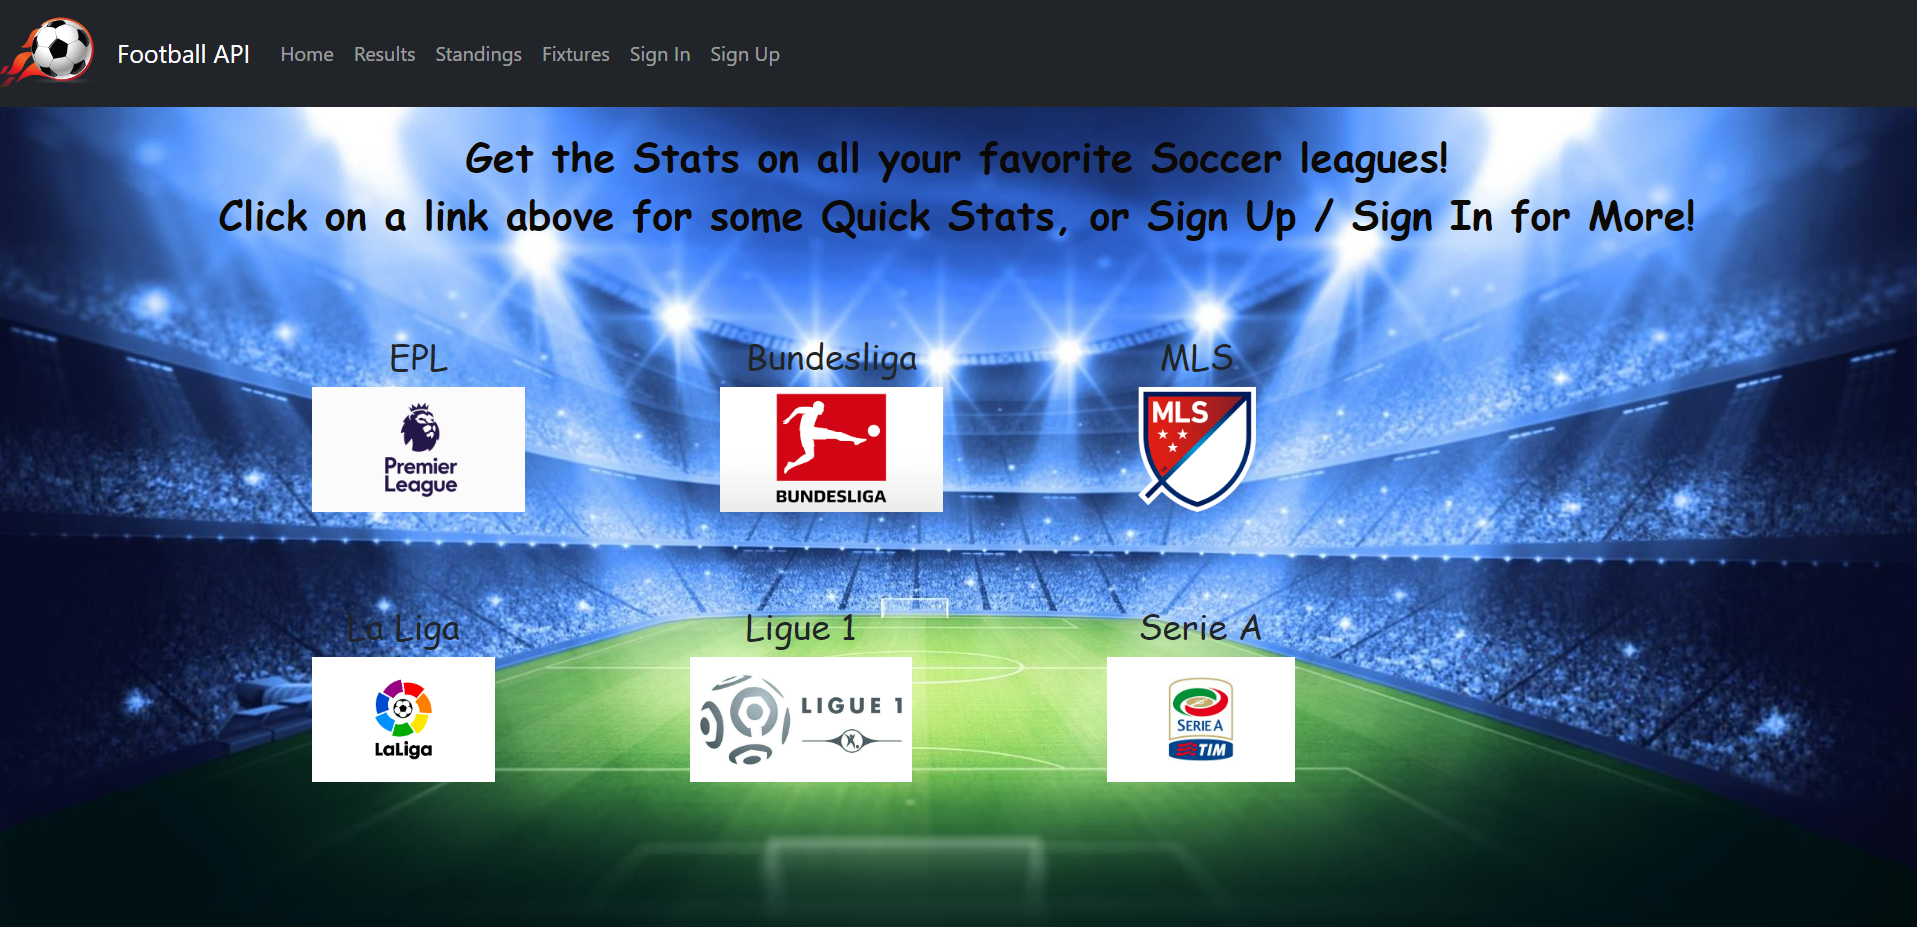 Football API Home Results Standings Fixtures Sign In Sign Up
Get the Stats on all your favorite Soccer leagues!
Click on a link above for some Quick Stats, or Sign Up / Sign In for More!
EPL Bundesliga MLS
Premier
League
BUNDESLIGA
MLS
La Liga Ligue 1 Serie A
LaLiga
LIGUE 1
SERIE A
TIM